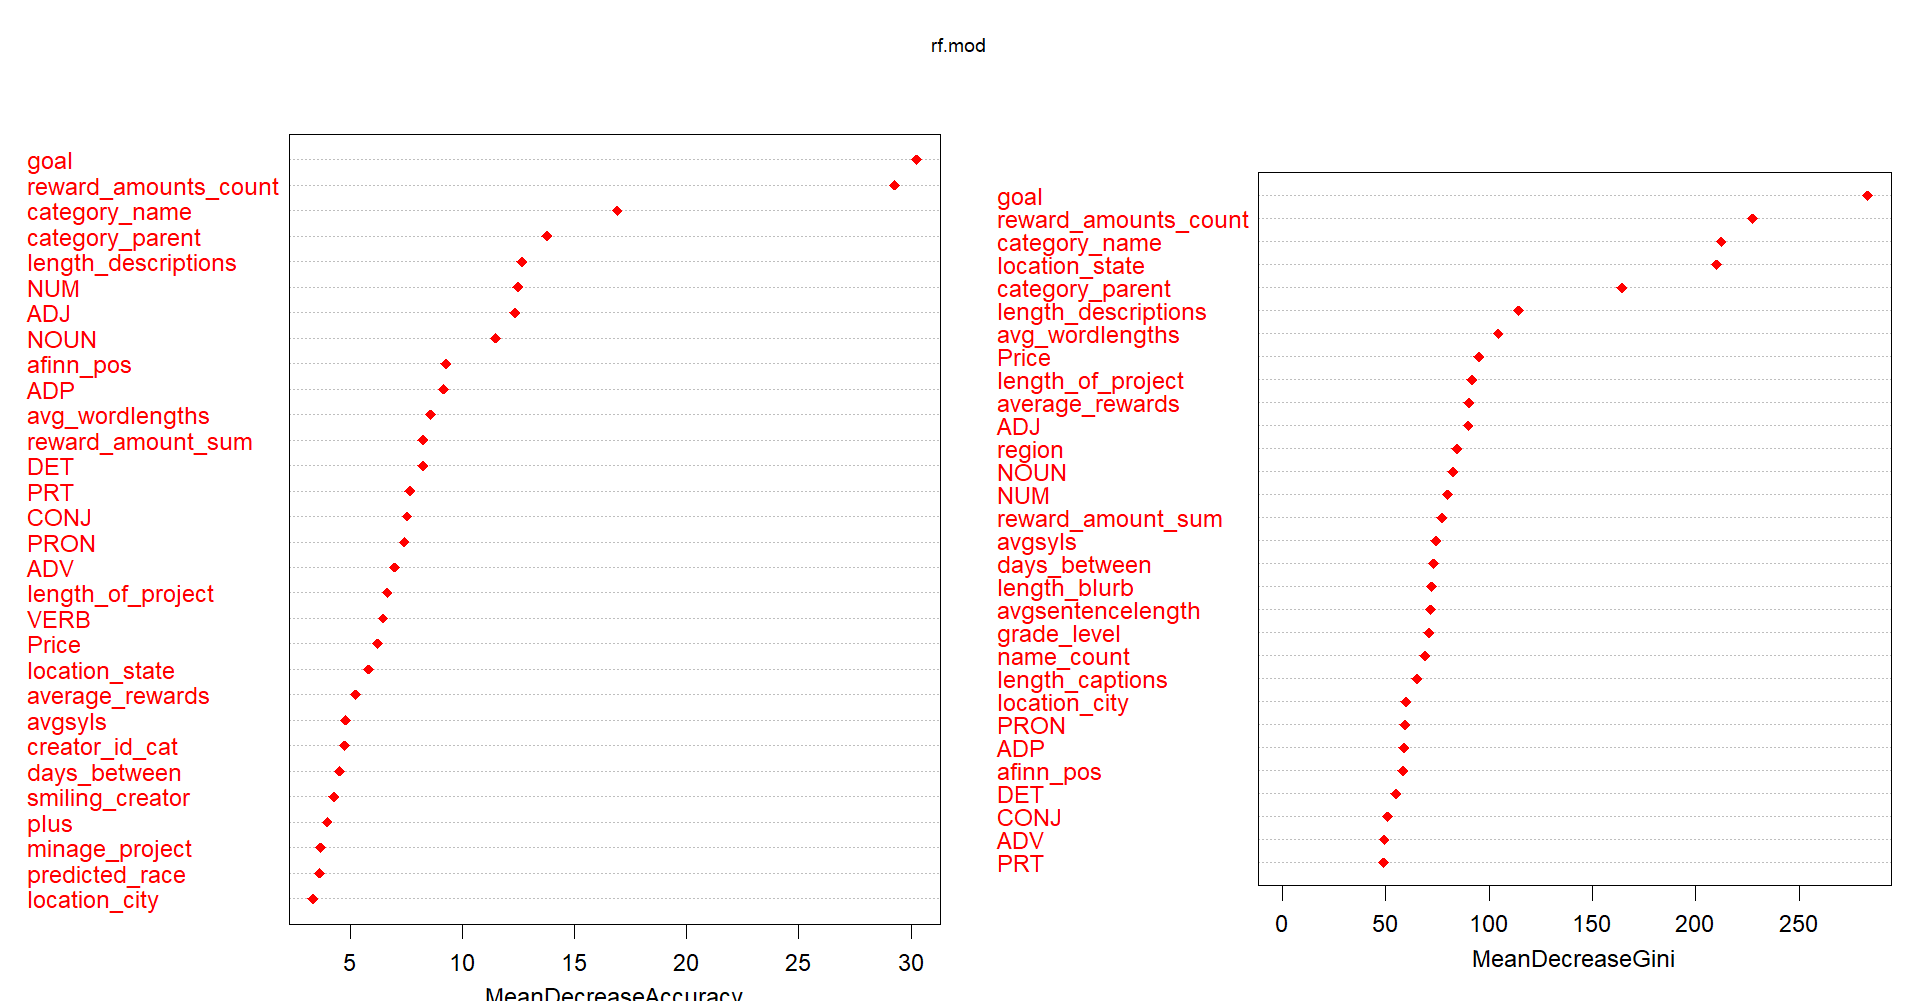 rf.mod
goal
reward_amounts_count
category_name
category_parent
length_descriptions
NUM
ADJ
NOUN
afinn_pos
ADP
avg_wordlengths
reward_amount_sum
DET
PRT
CONJ
PRON
ADV
length_of_project
VERB
Price
location_state
average_rewards
avgsyls
creator_id_cat
days_between
smiling_creator
plus
minage_project
predicted_race
location_city
5 10 15 20 25 30
MeanDecreaseAccuracy
goal
reward_amounts_count
category_name
location_state
category_parent
length_descriptions
avg_wordlengths
Price
length_of_project
average_rewards
ADJ
region
NOUN
NUM
reward_amount_sum
avgsyls
days_between
length_blurb
avgsentencelength
grade_level
name_count
length_captions
location_city
PRON
ADP
afinn_pos
DET
CONJ
ADV
PRT
0 50 100 150 200 250
MeanDecreaseGini